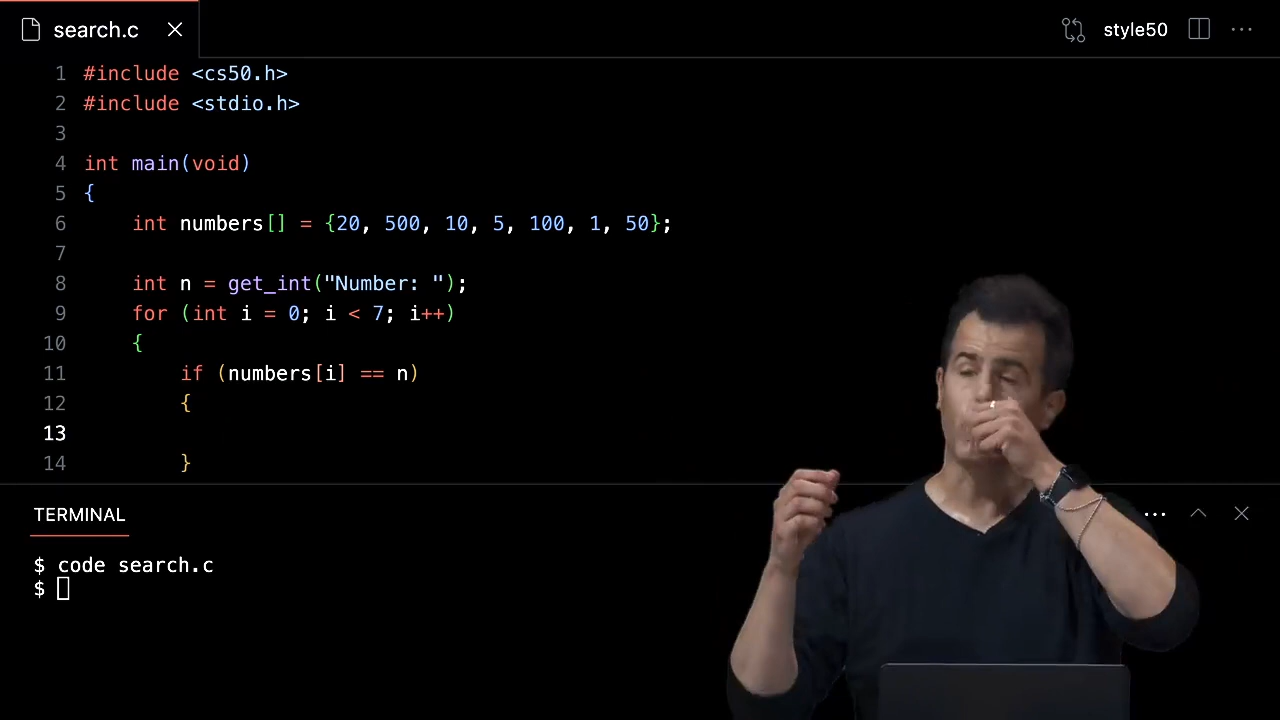 search.c
style50
1 #include <cs50.h>
2 #include <stdio.h>
3
4 int main(void)
5 {
6     int numbers[] = {20, 500, 10, 5, 100, 1, 50};
7
8     int n = get_int("Number: ");
9     for (int i = 0; i < 7; i++)
10     {
11         if (numbers[i] == n)
12         {
13
14         }
TERMINAL
$ code search.c
$